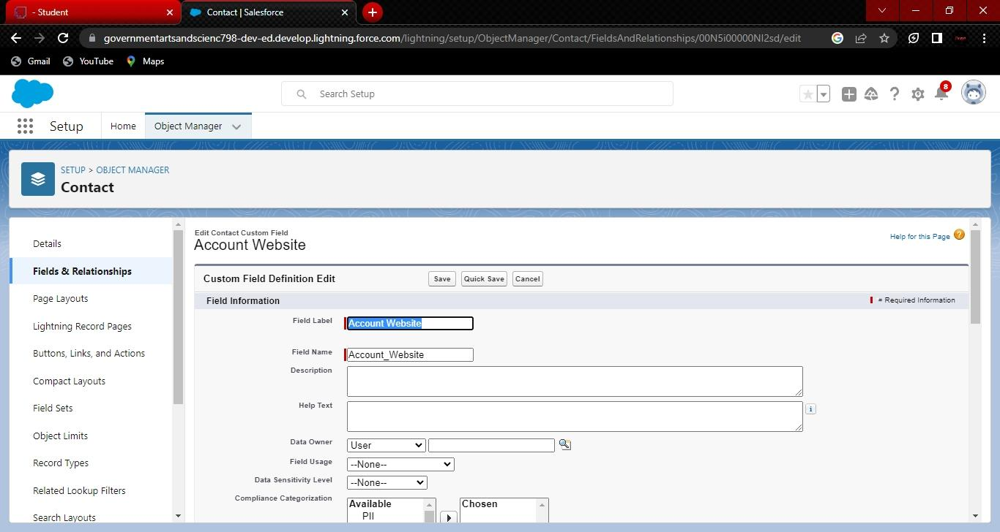 - Student
Contact | Salesforce
governmentartsandscienc798-dev-ed.develop.lightning.force.com/lightning/setup/ObjectManager/Contact/FieldsAndRelationships/00N5i00000NI2sd/edit
Gmail YouTube Maps
Search Setup
8
Setup Home Object Manager
SETUP > OBJECT MANAGER
Contact
Details
Fields & Relationships
Page Layouts
Lightning Record Pages
Buttons, Links, and Actions
Compact Layouts
Field Sets
Object Limits
Record Types
Related Lookup Filters
Search Layouts
Edit Contact Custom Field
Account Website
Help for this Page ?
Custom Field Definition Edit Save Quick Save Cancel
Field Information = Required Information
Field Label Account Website
Field Name Account_Website
Description
Help Text i
Data Owner User
Field Usage --None--
Data Sensitivity Level --None--
Compliance Categorization Available Chosen
PII